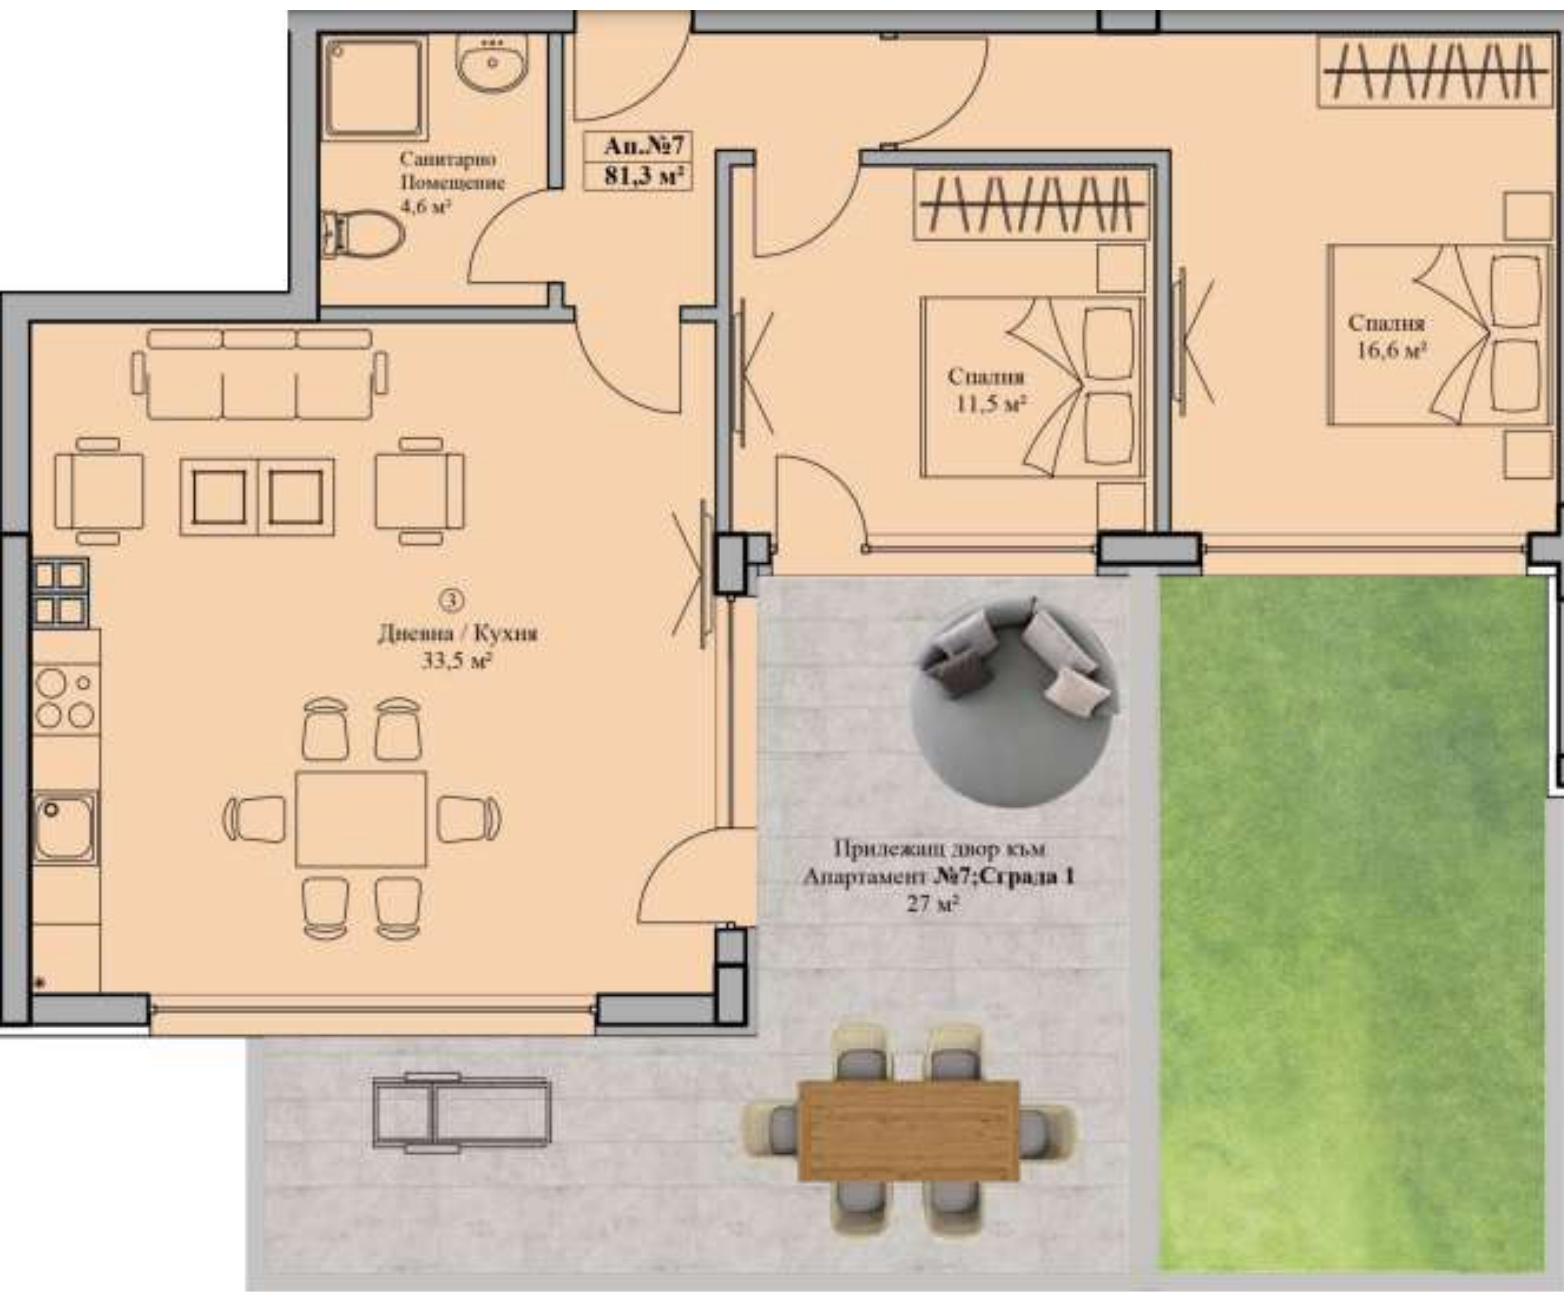 Ап.№7
81,3 м²
Санитарно
Помещение
4,6 м²
Спалня
16,6 м²
Спалня
11,5 м²
3
Дневна / Кухня
33,5 м²
Прилежащ двор към
Апартамент №7;Сграда 1
27 м²